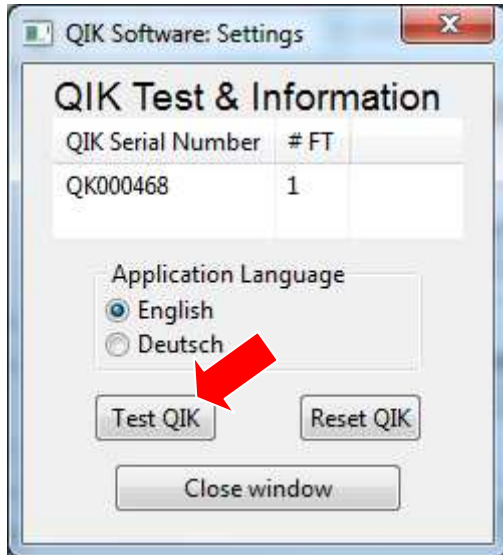 QIK Software: Settings
QIK Test & Information
QIK Serial Number # FT
QK000468 1
Application Language
English
Deutsch
Test QIK Reset QIK
Close window